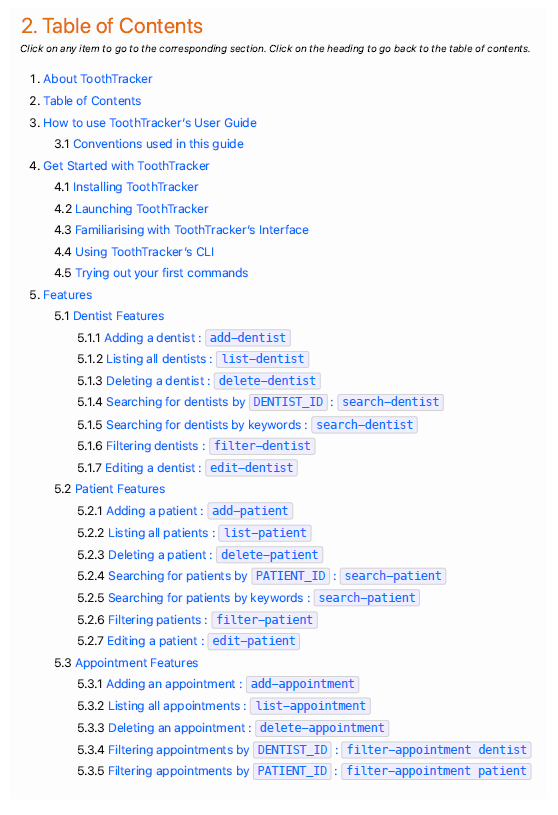 2. Table of Contents
Click on any item to go to the corresponding section. Click on the heading to go back to the table of contents.
1. About ToothTracker
2. Table of Contents
3. How to use ToothTracker's User Guide
3.1 Conventions used in this guide
4. Get Started with ToothTracker
4.1 Installing ToothTracker
4.2 Launching ToothTracker
4.3 Familiarising with ToothTracker's Interface
4.4 Using ToothTracker's CLI
4.5 Trying out your first commands
5. Features
5.1 Dentist Features
5.1.1 Adding a dentist : add-dentist
5.1.2 Listing all dentists : list-dentist
5.1.3 Deleting a dentist : delete-dentist
5.1.4 Searching for dentists by DENTIST_ID : search-dentist
5.1.5 Searching for dentists by keywords : search-dentist
5.1.6 Filtering dentists : filter-dentist
5.1.7 Editing a dentist : edit-dentist
5.2 Patient Features
5.2.1 Adding a patient : add-patient
5.2.2 Listing all patients : list-patient
5.2.3 Deleting a patient : delete-patient
5.2.4 Searching for patients by PATIENT_ID : search-patient
5.2.5 Searching for patients by keywords : search-patient
5.2.6 Filtering patients : filter-patient
5.2.7 Editing a patient : edit-patient
5.3 Appointment Features
5.3.1 Adding an appointment : add-appointment
5.3.2 Listing all appointments : list-appointment
5.3.3 Deleting an appointment : delete-appointment
5.3.4 Filtering appointments by DENTIST_ID : filter-appointment dentist
5.3.5 Filtering appointments by PATIENT_ID : filter-appointment patient